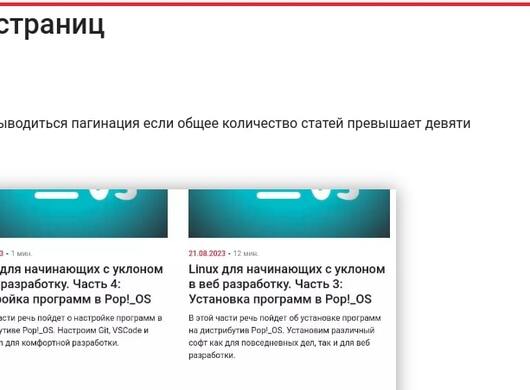 страниц
ыводиться пагинация если общее количество статей превышает девяти
3 • 1 мин.
для начинающих с уклоном
разработку. Часть 4:
ройка программ в Pop!_OS
асти речь пойдет о настройке программ в
утиве Pop!_OS. Настроим Git, VSCode и
для комфортной разработки.
21.08.2023 • 12 мин.
Linux для начинающих с уклоном
в веб разработку. Часть 3:
Установка программ в Pop!_OS
В этой части речь пойдет об установке программ
на дистрибутив Pop!_OS. Установим различный
софт как для повседневных дел, так и для веб
разработки.